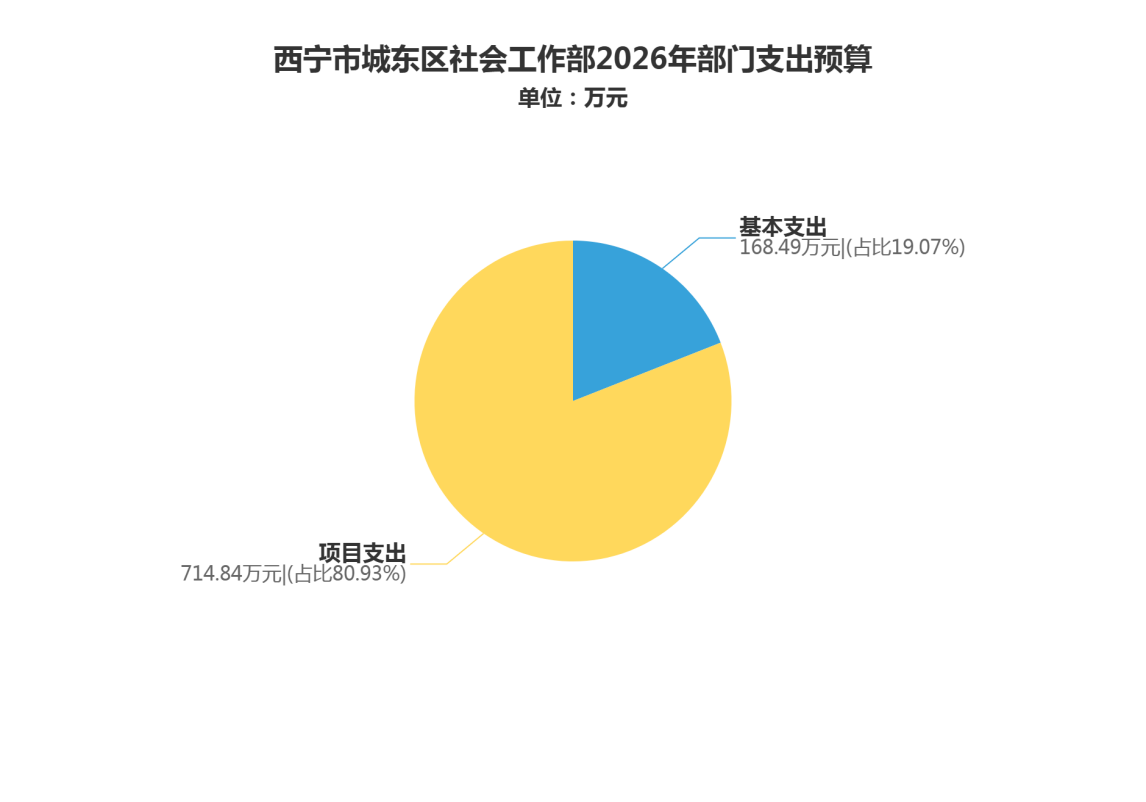 西宁市城东区社会工作部2026年部门支出预算
单位：万元
基本支出
168.49万元|(占比19.07%)
项目支出
714.84万元|(占比80.93%)